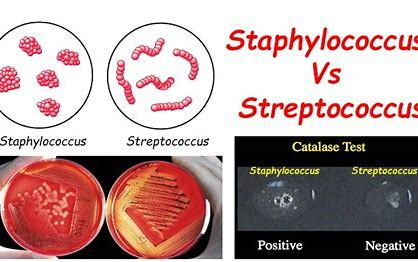 Staphylococcus
Vs
Streptococcus
Staphylococcus
Streptococcus
Catalase Test
Staphylococcus
Streptococcus
Positive
Negative